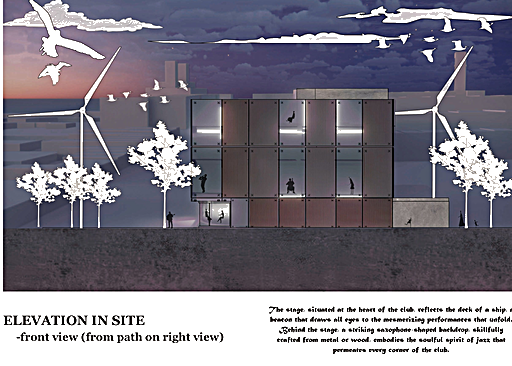 ELEVATION IN SITE
-front view (from path on right view)
The stage, situated at the heart of the club, reflects the deck of a ship, a
beacon that draws all eyes to the mesmerizing performances that unfold.
Behind the stage, a striking saxophone-shaped backdrop, skillfully
crafted from metal or wood, embodies the soulful spirit of jazz that
permeates every corner of the club.